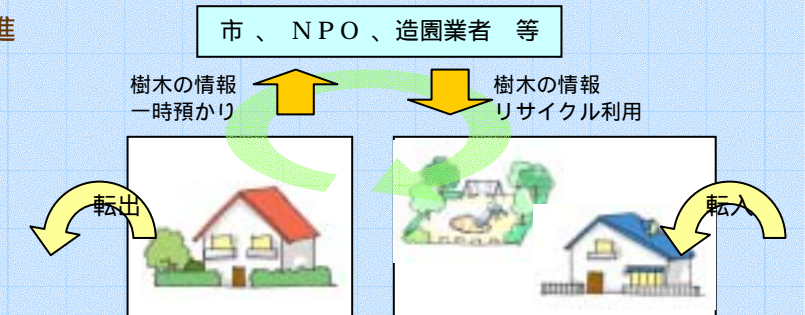 進
市 、 ＮＰＯ 、造園業者　等
樹木の情報
一時預かり
樹木の情報
リサイクル利用
転出
転入